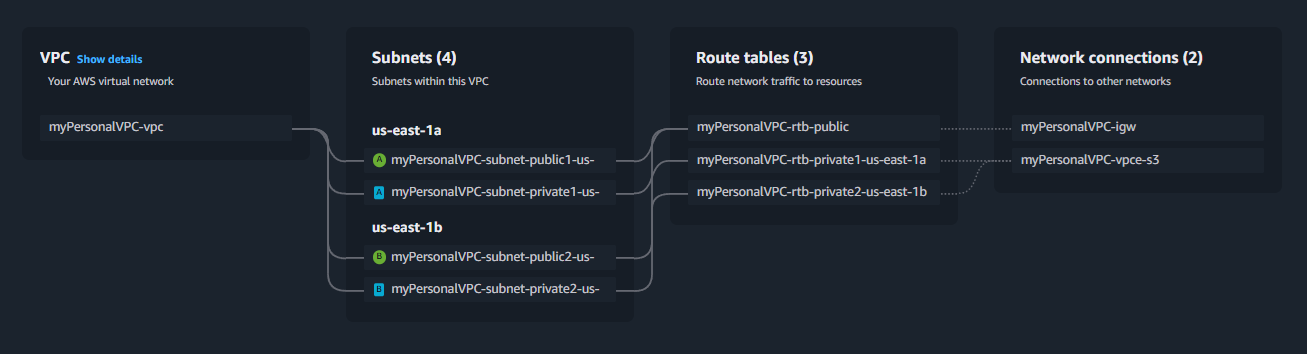 VPC Show details
Your AWS virtual network
myPersonalVPC-vpc
Subnets (4)
Subnets within this VPC
us-east-1a
A myPersonalVPC-subnet-public1-us-
A myPersonalVPC-subnet-private1-us-
us-east-1b
B myPersonalVPC-subnet-public2-us-
B myPersonalVPC-subnet-private2-us-
Route tables (3)
Route network traffic to resources
myPersonalVPC-rtb-public
myPersonalVPC-rtb-private1-us-east-1a
myPersonalVPC-rtb-private2-us-east-1b
Network connections (2)
Connections to other networks
myPersonalVPC-igw
myPersonalVPC-vpce-s3